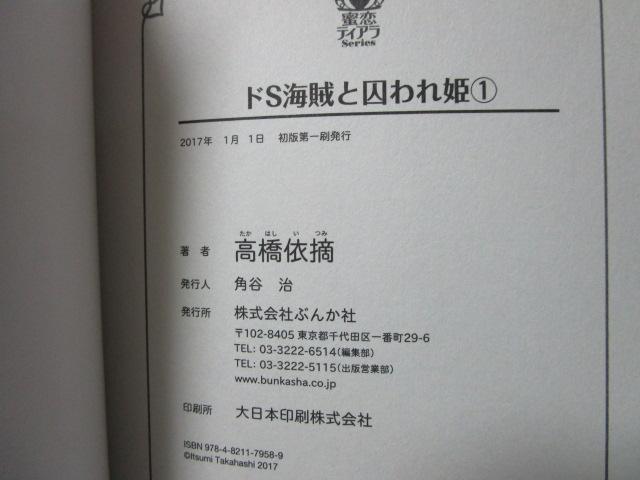 蜜恋
ティアラ
Series
ドS海賊と囚われ姫①
2017年 1月 1日 初版第一刷発行
たか はし い つみ
著者 高橋依摘
発行人 角谷 治
発行所 株式会社ぶんか社
〒102-8405 東京都千代田区一番町29-6
TEL: 03-3222-6514(編集部)
TEL: 03-3222-5115(出版営業部)
www.bunkasha.co.jp
印刷所 大日本印刷株式会社
ISBN 978-4-8211-7958-9
©Itsumi Takahashi 2017